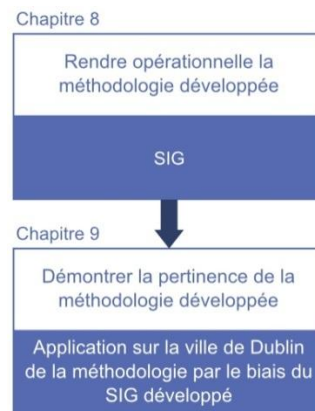 Chapitre 8
Rendre opérationnelle la
méthodologie développée
SIG
Chapitre 9
Démontrer la pertinence de la
méthodologie développée
Application sur la ville de Dublin
de la méthodologie par le biais du
SIG développé